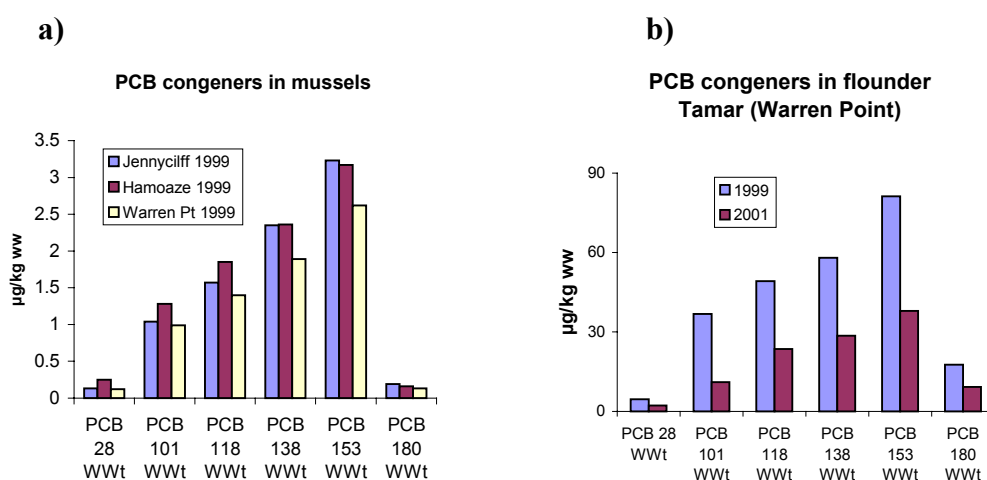 a)
PCB congeners in mussels
3.5
3
2.5
2
1.5
1
0.5
0
µg/kg ww
Jennycilff 1999
Hamoaze 1999
Warren Pt 1999
PCB
28
WWt
PCB
101
WWt
PCB
118
WWt
PCB
138
WWt
PCB
153
WWt
PCB
180
WWt
b)
PCB congeners in flounder
Tamar (Warren Point)
90
60
30
0
µg/kg ww
1999
2001
PCB 28
WWt
PCB
101
WWt
PCB
118
WWt
PCB
138
WWt
PCB
153
WWt
PCB
180
WWt